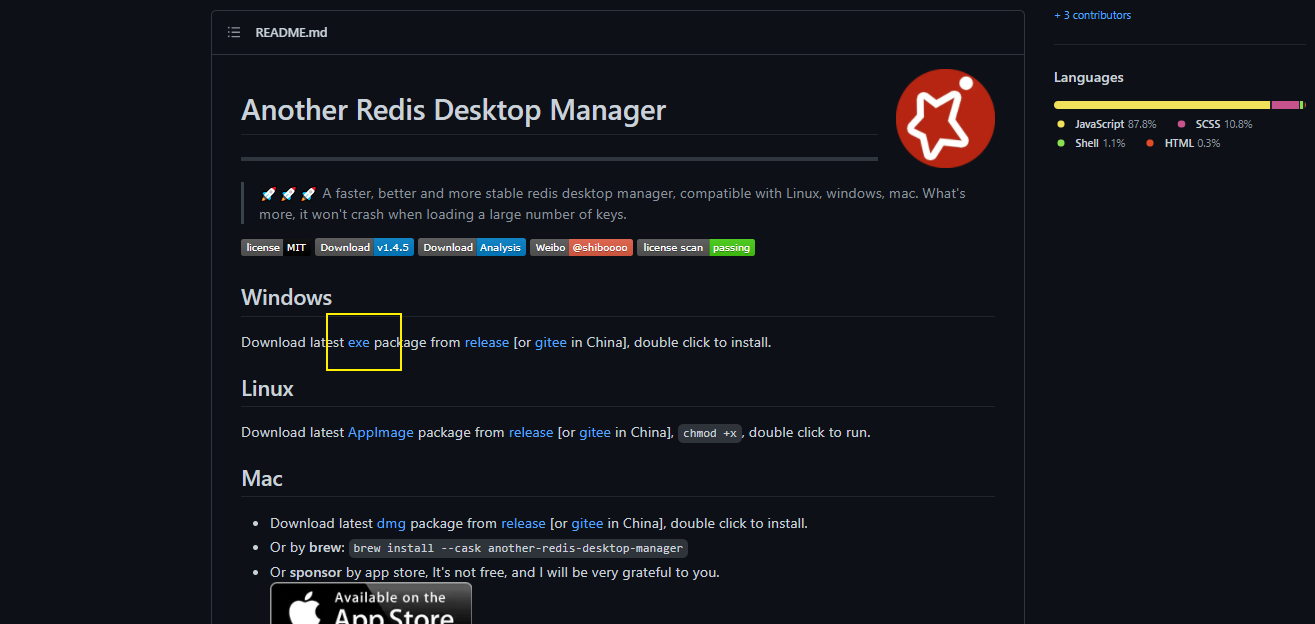 + 3 contributors
README.md
Languages
Another Redis Desktop Manager
JavaScript 87.8% SCSS 10.8%
Shell 1.1% HTML 0.3%
🚀 🚀 🚀 A faster, better and more stable redis desktop manager, compatible with Linux, windows, mac. What's
more, it won't crash when loading a large number of keys.
license MIT Download v1.4.5 Download Analysis Weibo @shiboooo license scan passing
Windows
Download latest exe package from release [or gitee in China], double click to install.
Linux
Download latest AppImage package from release [or gitee in China], chmod +x, double click to run.
Mac
Download latest dmg package from release [or gitee in China], double click to install.
Or by brew: brew install --cask another-redis-desktop-manager
Or sponsor by app store, It's not free, and I will be very grateful to you.
Available on the
App Store